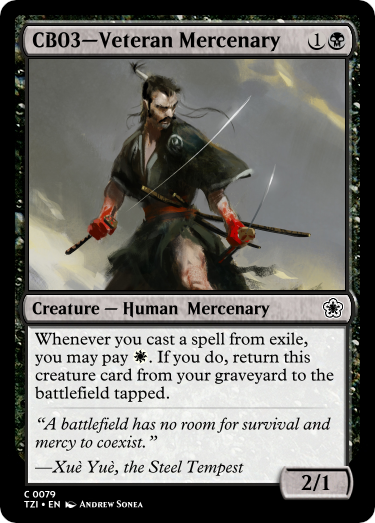 CB03—Veteran Mercenary 1
Creature — Human Mercenary
Whenever you cast a spell from exile,
you may pay . If you do, return this
creature card from your graveyard to the
battlefield tapped.
“A battlefield has no room for survival and
mercy to coexist.”
—Xuè Yuè, the Steel Tempest
2/1
C 0079
TZI • EN Andrew Sonea